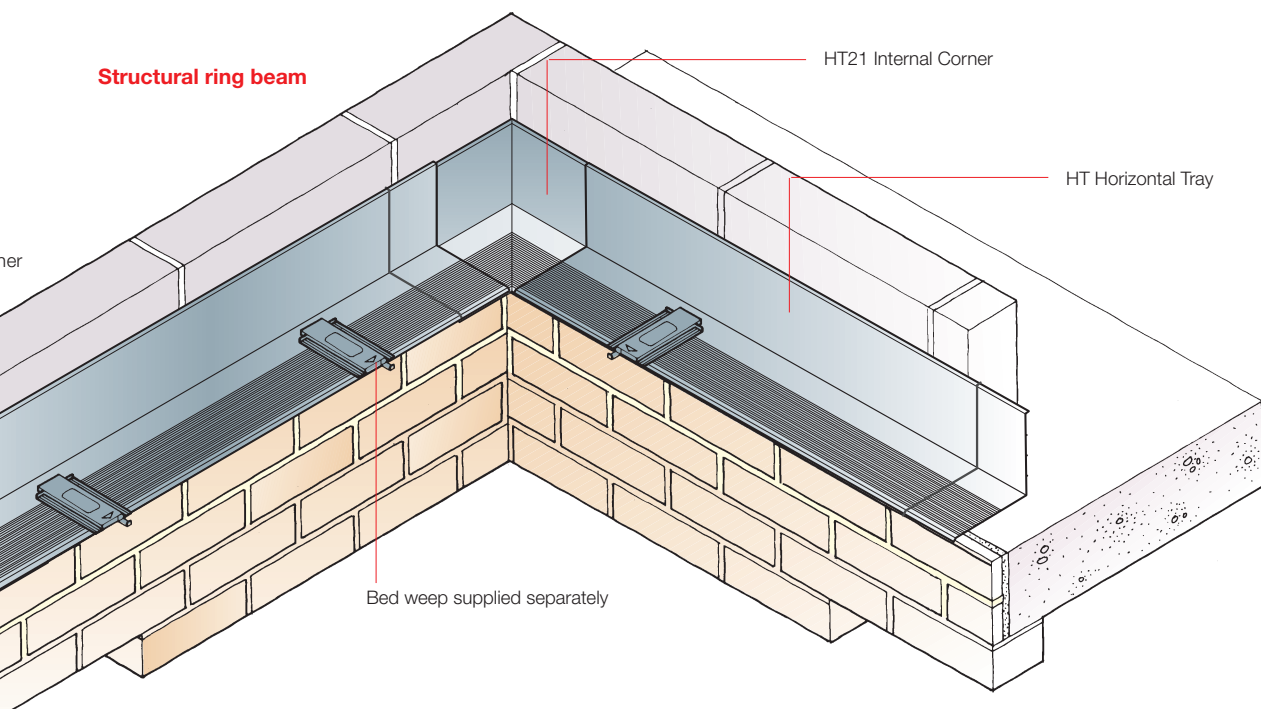 HT21 Internal Corner
Structural ring beam
HT Horizontal Tray
Bed weep supplied separately